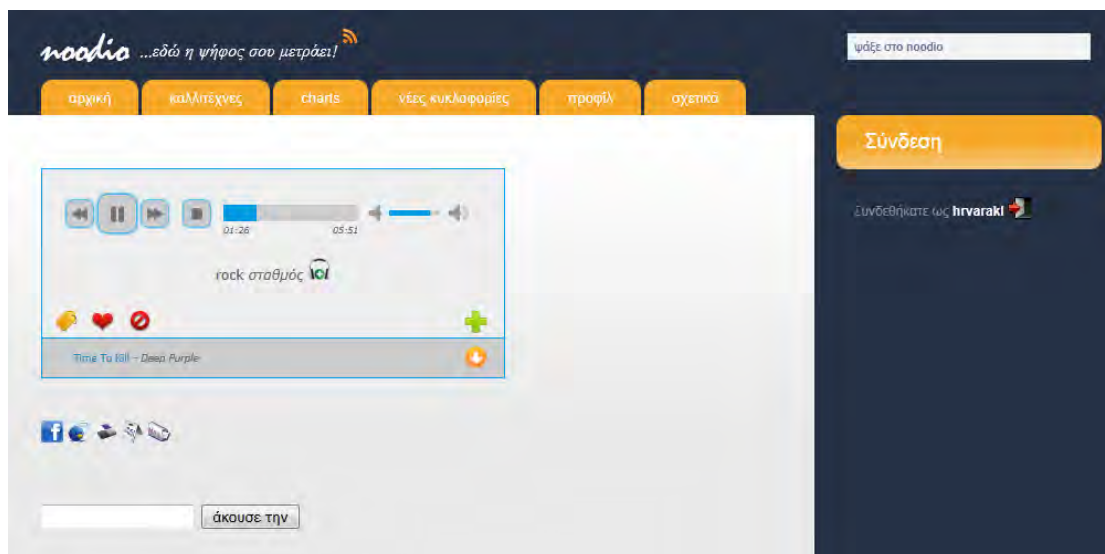 noodio ...εδώ η ψήφος σου μετράει!
ψάξε στο noodio
αρχική καλλιτέχνες charts νέες κυκλοφορίες προφίλ σχετικά
Σύνδεση
Συνδεθήκατε ως hrvarakl
01:26 05:51
rock σταθμός
Time To Kill - Deep Purple
άκουσε την